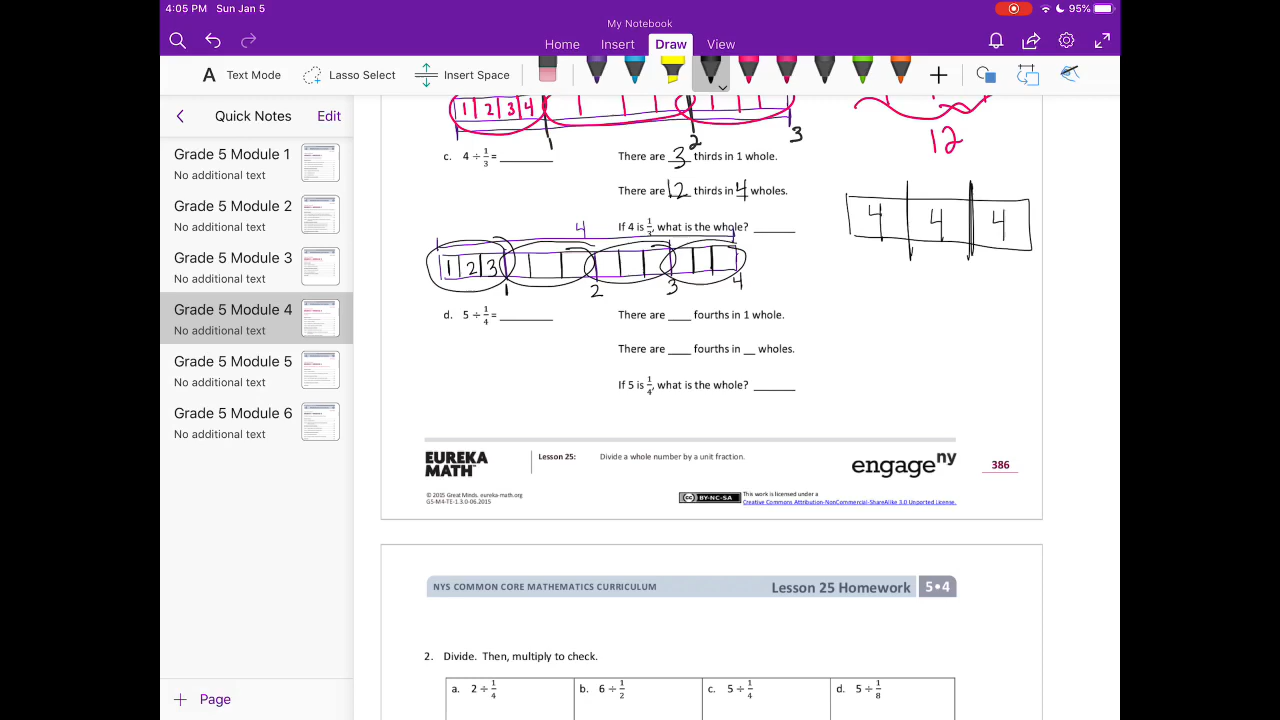 4:05 PM Sun Jan 5
95%
My Notebook
Home Insert Draw View
Text Mode Lasso Select Insert Space
Quick Notes Edit
Grade 5 Module 1
No additional text
Grade 5 Module 2
No additional text
Grade 5 Module 3
No additional text
Grade 5 Module 4
No additional text
Grade 5 Module 5
No additional text
Grade 5 Module 6
No additional text
+ Page
1 2 3 4
1 2 3
12
c. 4 ÷ 1/3 = ______ There are 3 thirds in 1 whole.
There are 12 thirds in 4 wholes.
If 4 is 1/3, what is the whole? ______
4 4 4
4
1 2 3
1 2 3 4
d. 5 ÷ 1/4 = ______ There are ___ fourths in 1 whole.
There are ___ fourths in __ wholes.
If 5 is 1/4, what is the whole? ______
EUREKA MATH
Lesson 25: Divide a whole number by a unit fraction.
engage ny
386
© 2015 Great Minds. eureka-math.org
G5-M4-TE-1.3.0-06.2015
CC BY-NC-SA
This work is licensed under a
Creative Commons Attribution-NonCommercial-ShareAlike 3.0 Unported License.
NYS COMMON CORE MATHEMATICS CURRICULUM Lesson 25 Homework 5•4
2. Divide. Then, multiply to check.
a. 2 ÷ 1/4 b. 6 ÷ 1/2 c. 5 ÷ 1/4 d. 5 ÷ 1/8